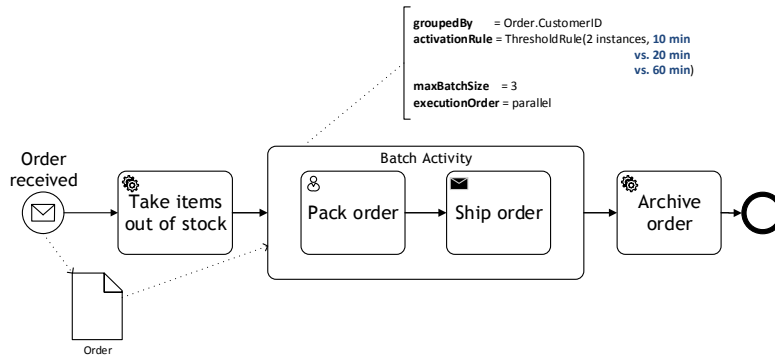 groupedBy = Order.CustomerID
activationRule = ThresholdRule(2 instances, 10 min
vs. 20 min
vs. 60 min)
maxBatchSize = 3
executionOrder = parallel
Order
received
Take items
out of stock
Batch Activity
Pack order
Ship order
Archive
order
Order